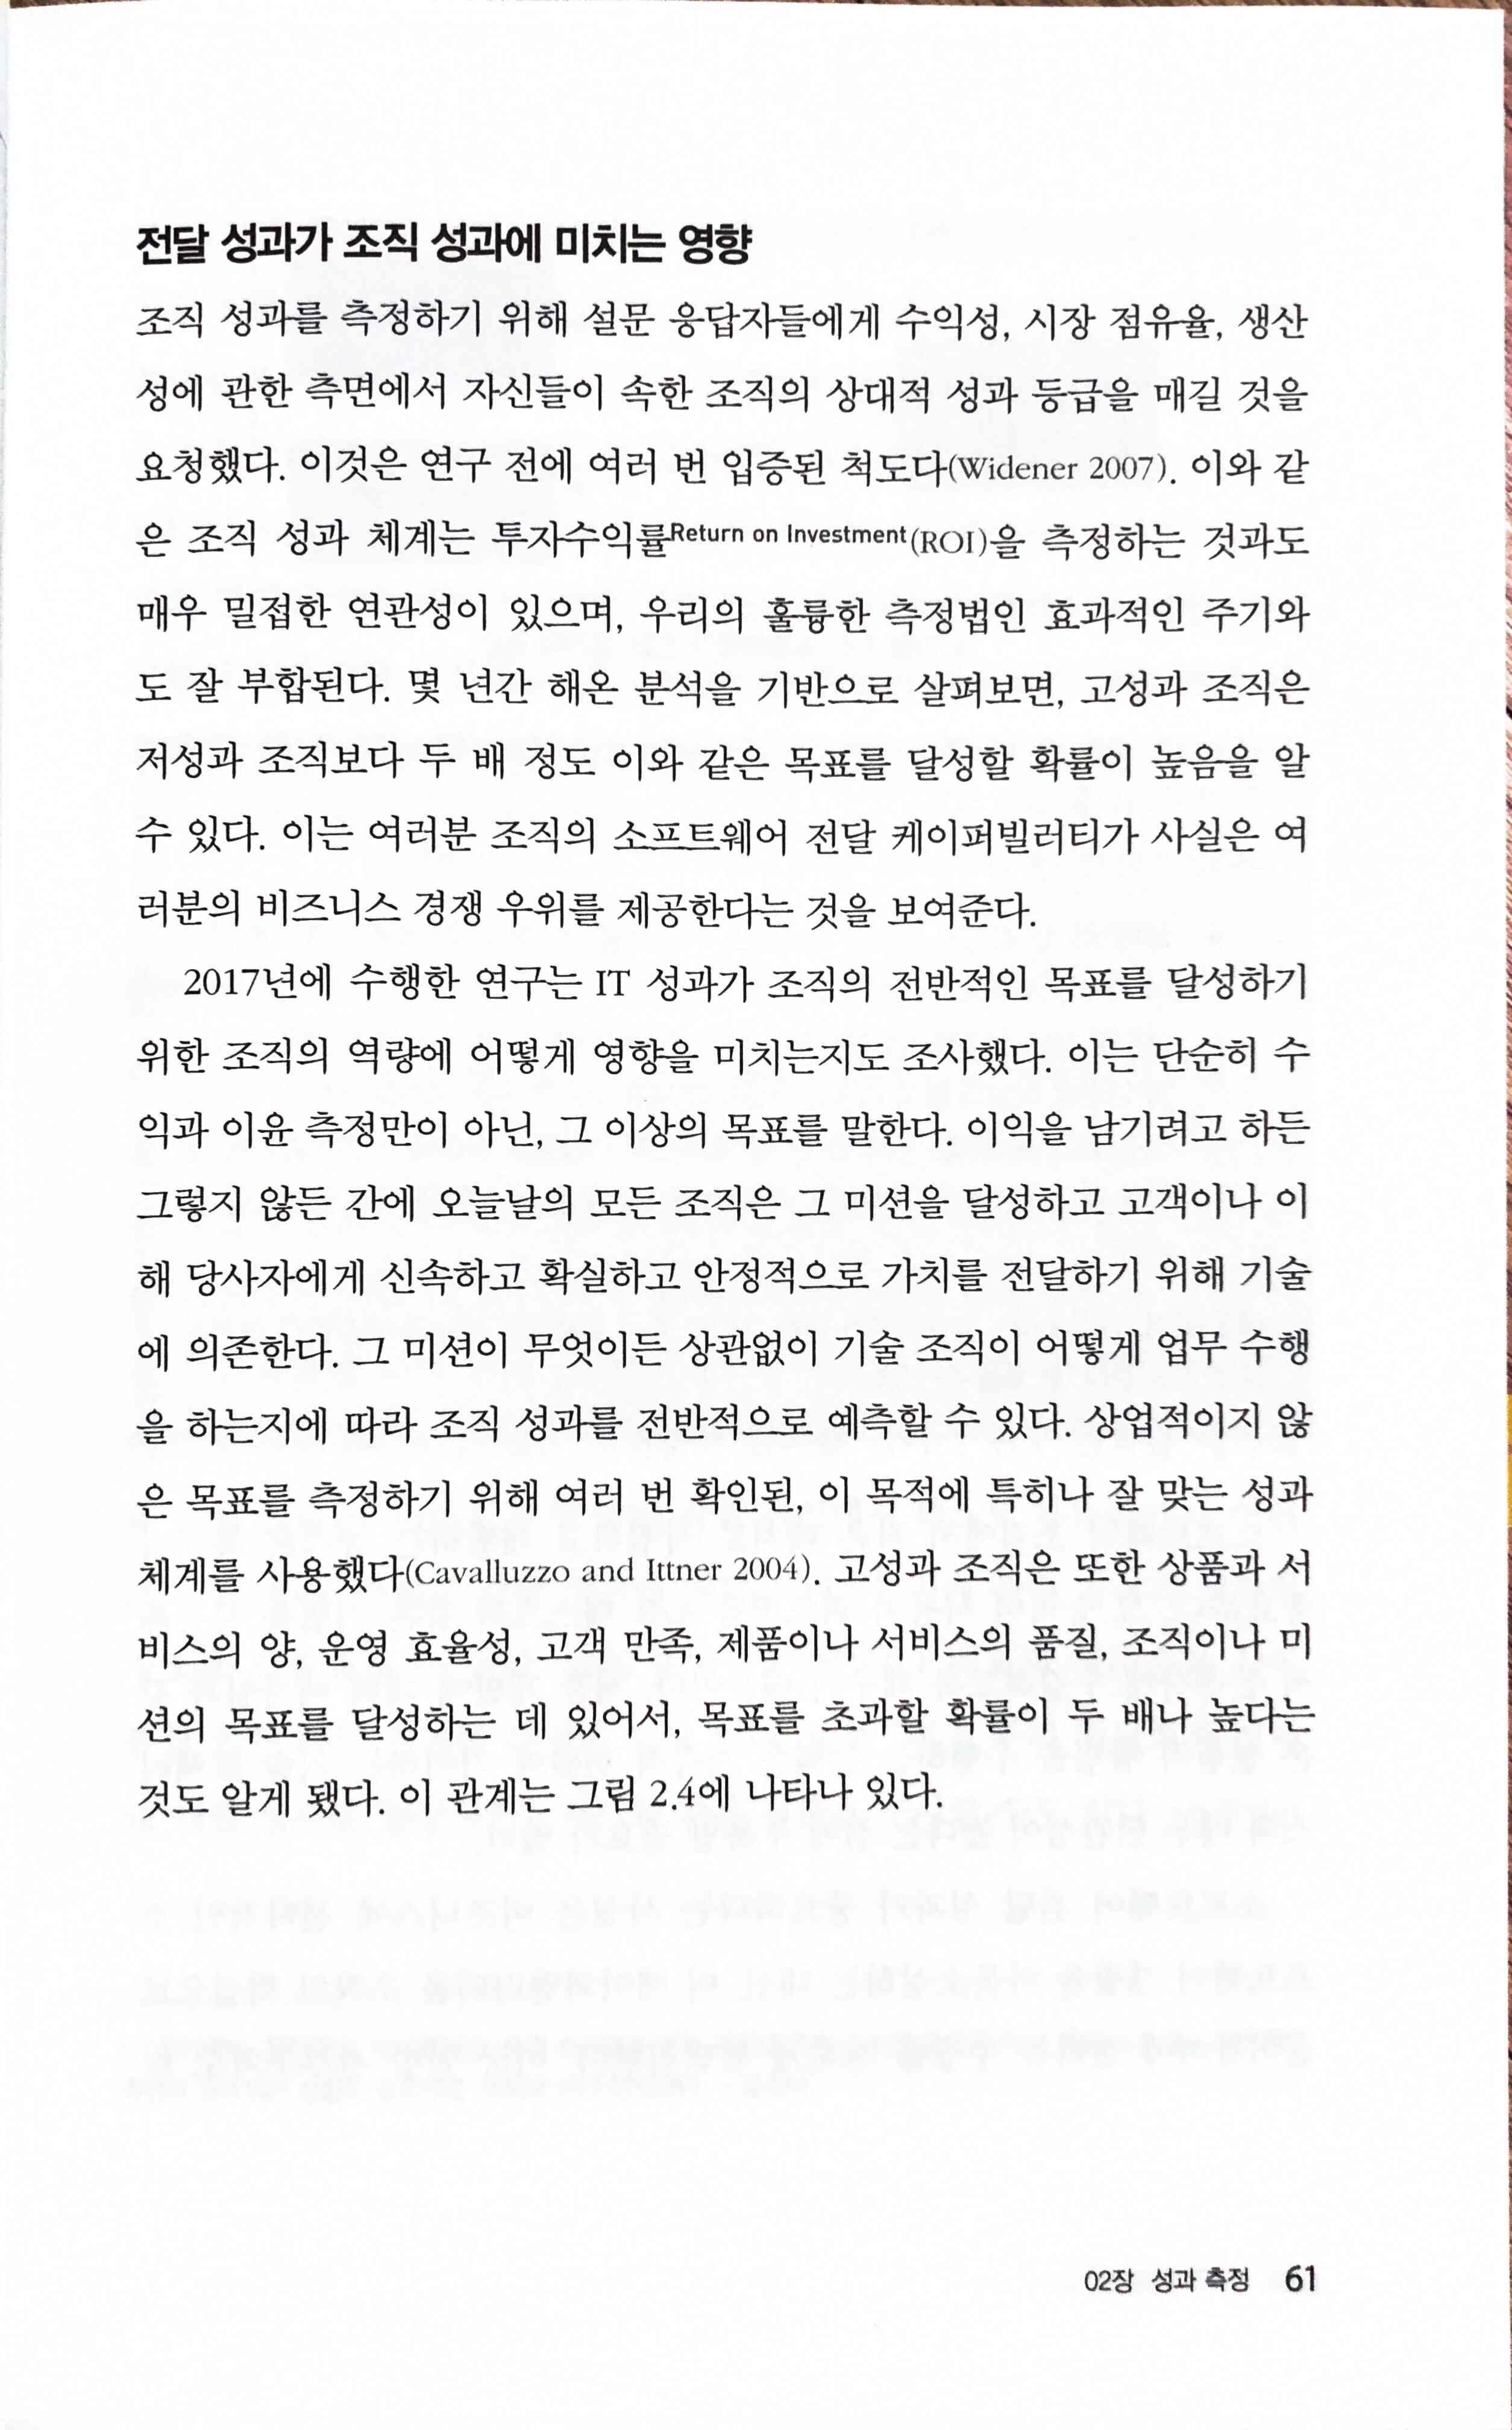 전달 성과가 조직 성과에 미치는 영향
조직 성과를 측정하기 위해 설문 응답자들에게 수익성, 시장 점유율, 생산
성에 관한 측면에서 자신들이 속한 조직의 상대적 성과 등급을 매길 것을
요청했다. 이것은 연구 전에 여러 번 입증된 척도다(Widener 2007). 이와 같
은 조직 성과 체계는 투자수익률Return on Investment(ROI)을 측정하는 것과도
매우 밀접한 연관성이 있으며, 우리의 훌륭한 측정법인 효과적인 주기와
도 잘 부합된다. 몇 년간 해온 분석을 기반으로 살펴보면, 고성과 조직은
저성과 조직보다 두 배 정도 이와 같은 목표를 달성할 확률이 높음을 알
수 있다. 이는 여러분 조직의 소프트웨어 전달 케이퍼빌러티가 사실은 여
러분의 비즈니스 경쟁 우위를 제공한다는 것을 보여준다.
2017년에 수행한 연구는 IT 성과가 조직의 전반적인 목표를 달성하기
위한 조직의 역량에 어떻게 영향을 미치는지도 조사했다. 이는 단순히 수
익과 이윤 측정만이 아닌, 그 이상의 목표를 말한다. 이익을 남기려고 하든
그렇지 않든 간에 오늘날의 모든 조직은 그 미션을 달성하고 고객이나 이
해 당사자에게 신속하고 확실하고 안정적으로 가치를 전달하기 위해 기술
에 의존한다. 그 미션이 무엇이든 상관없이 기술 조직이 어떻게 업무 수행
을 하는지에 따라 조직 성과를 전반적으로 예측할 수 있다. 상업적이지 않
은 목표를 측정하기 위해 여러 번 확인된, 이 목적에 특히나 잘 맞는 성과
체계를 사용했다(Cavalluzzo and Ittner 2004). 고성과 조직은 또한 상품과 서
비스의 양, 운영 효율성, 고객 만족, 제품이나 서비스의 품질, 조직이나 미
션의 목표를 달성하는 데 있어서, 목표를 초과할 확률이 두 배나 높다는
것도 알게 됐다. 이 관계는 그림 2.4에 나타나 있다.
02장 성과 측정 61